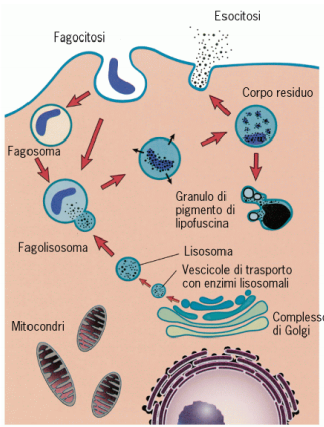 Esocitosi
Fagocitosi
Corpo residuo
Fagosoma
Granulo di
pigmento di
lipofuscina
Fagolisosoma
Lisosoma
Vescicole di trasporto
con enzimi lisosomali
Mitocondri
Complesso
di Golgi